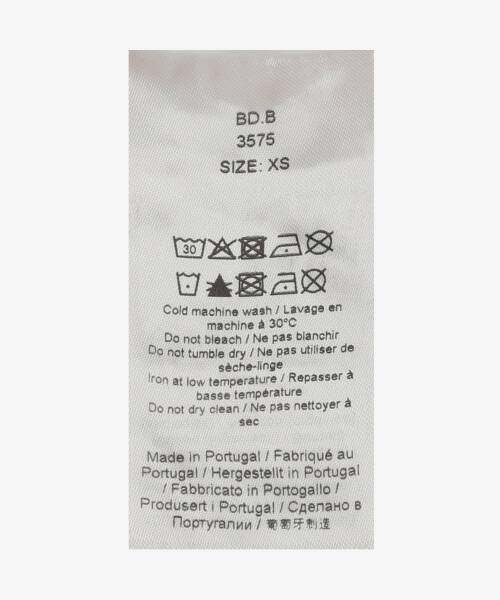 BD.B
3575
SIZE: XS
30
Cold machine wash / Lavage en
machine à 30°C
Do not bleach / Ne pas blanchir
Do not tumble dry / Ne pas utiliser de
sèche-linge
Iron at low temperature / Repasser à
basse température
Do not dry clean / Ne pas nettoyer à
sec
Made in Portugal / Fabriqué au
Portugal / Hergestellt in Portugal
/ Fabbricato in Portogallo /
Produsert i Portugal / Сделано в
Португалии / 葡萄牙制造